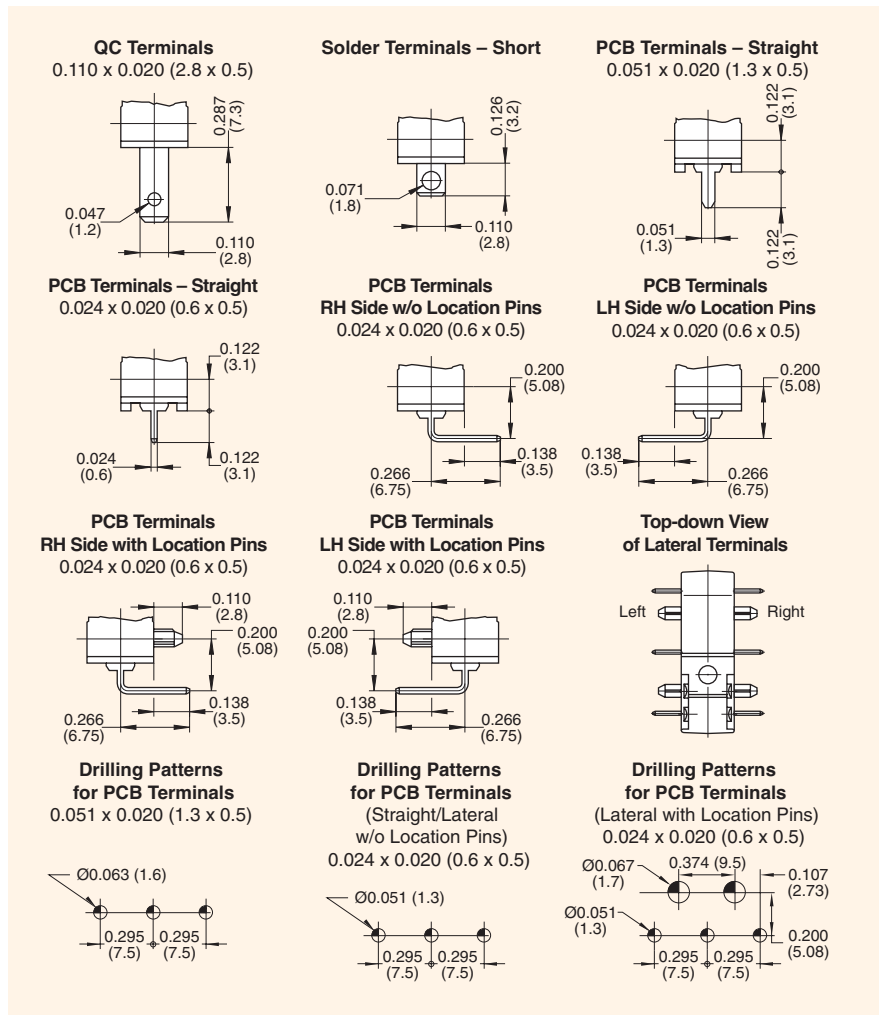 QC Terminals
0.110 x 0.020 (2.8 x 0.5)
0.287
(7.3)
0.047
(1.2)
0.110
(2.8)
Solder Terminals – Short
0.126
(3.2)
0.071
(1.8)
0.110
(2.8)
PCB Terminals – Straight
0.051 x 0.020 (1.3 x 0.5)
0.122
(3.1)
0.051
(1.3)
0.122
(3.1)
PCB Terminals – Straight
0.024 x 0.020 (0.6 x 0.5)
0.122
(3.1)
0.024
(0.6)
0.122
(3.1)
PCB Terminals
RH Side w/o Location Pins
0.024 x 0.020 (0.6 x 0.5)
0.200
(5.08)
0.138
(3.5)
0.266
(6.75)
PCB Terminals
LH Side w/o Location Pins
0.024 x 0.020 (0.6 x 0.5)
0.200
(5.08)
0.138
(3.5)
0.266
(6.75)
PCB Terminals
RH Side with Location Pins
0.024 x 0.020 (0.6 x 0.5)
0.110
(2.8)
0.200
(5.08)
0.138
(3.5)
0.266
(6.75)
PCB Terminals
LH Side with Location Pins
0.024 x 0.020 (0.6 x 0.5)
0.110
(2.8)
0.200
(5.08)
0.138
(3.5)
0.266
(6.75)
Top-down View
of Lateral Terminals
Left
Right
Drilling Patterns
for PCB Terminals
0.051 x 0.020 (1.3 x 0.5)
Ø0.063 (1.6)
0.295
(7.5)
0.295
(7.5)
Drilling Patterns
for PCB Terminals
(Straight/Lateral
w/o Location Pins)
0.024 x 0.020 (0.6 x 0.5)
Ø0.051 (1.3)
0.295
(7.5)
0.295
(7.5)
Drilling Patterns
for PCB Terminals
(Lateral with Location Pins)
0.024 x 0.020 (0.6 x 0.5)
Ø0.067
(1.7)
0.374 (9.5)
0.107
(2.73)
Ø0.051
(1.3)
0.200
(5.08)
0.295
(7.5)
0.295
(7.5)